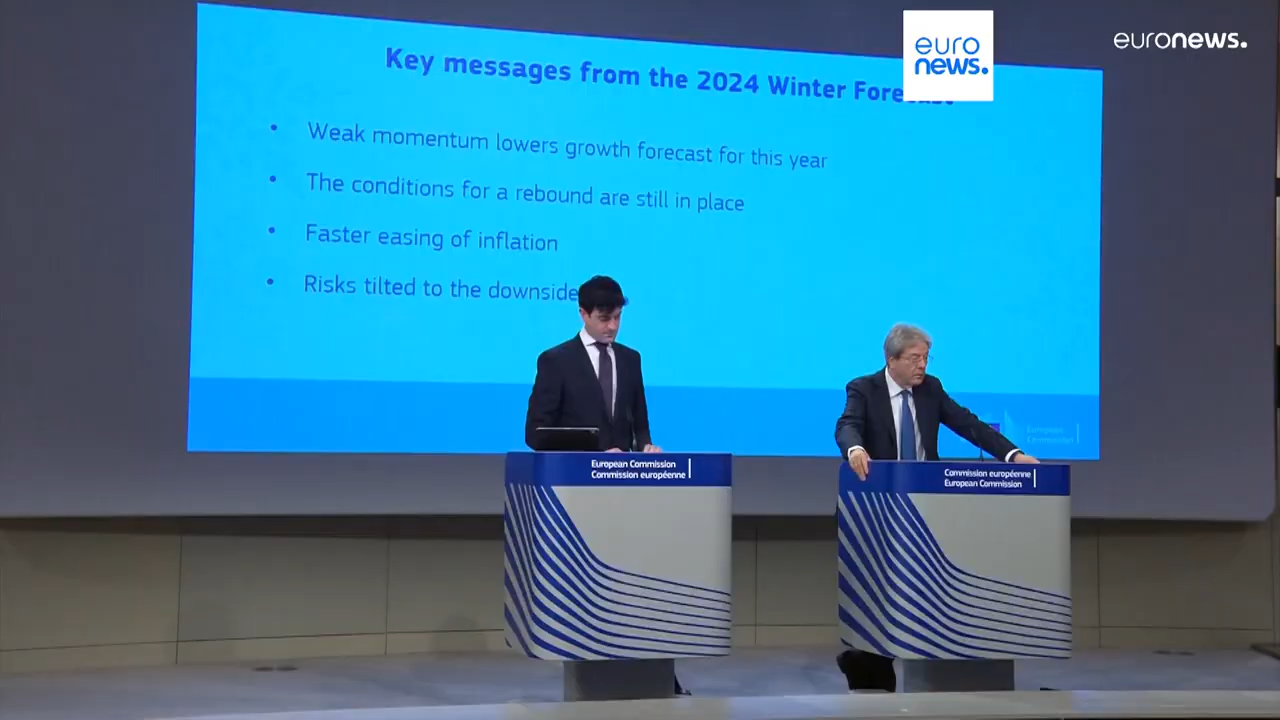 euro
news.
euronews.
Key messages from the 2024 Winter
• Weak momentum lowers growth forecast for this year
• The conditions for a rebound are still in place
• Faster easing of inflation
• Risks tilted to the downside
European
Commission
European Commission
Commission européenne
Commission européenne
European Commission